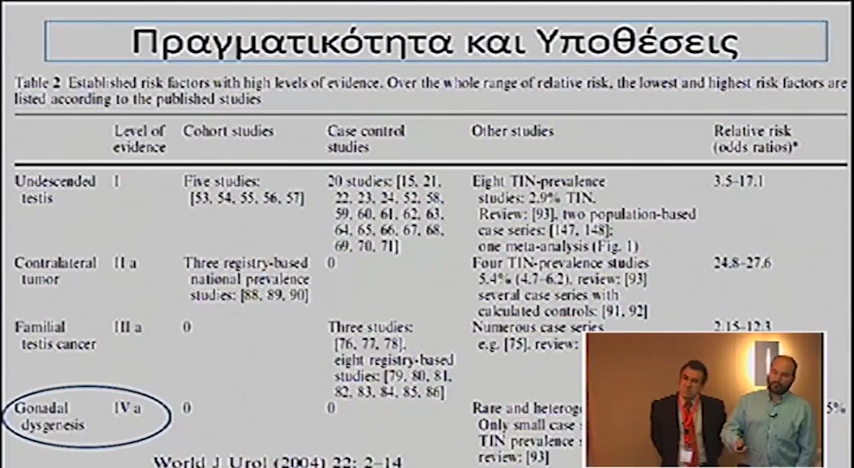 Πραγματικότητα και Υποθέσεις
Table 2 Established risk factors with high levels of evidence. Over the whole range of relative risk, the lowest and highest risk factors are
listed according to the published studies
Level of evidence Cohort studies Case control studies Other studies Relative risk (odds ratios)*
Undescended testis I Five studies: [53, 54, 55, 56, 57] 20 studies: [15, 21, 22, 23, 24, 52, 58, 59, 60, 61, 62, 63, 64, 65, 66, 67, 68, 69, 70, 71] Eight TIN-prevalence studies: 2.9% TIN. Review: [93], two population-based case series: [147, 148]; one meta-analysis (Fig. 1) 3.5–17.1
Contralateral tumor II a Three registry-based national prevalence studies: [88, 89, 90] 0 Four TIN-prevalence studies 5.4% (4.7–6.2), review: [93] several case series with calculated controls: [91, 92] 24.8–27.6
Familial testis cancer III a 0 Three studies: [76, 77, 78], eight registry-based studies: [79, 80, 81, 82, 83, 84, 85, 86] Numerous case series e.g. [75], review: 2.15–12.3
Gonadal dysgenesis IV a 0 0 Rare and Only small case TIN prevalence review: [93] 5%
World J Urol (2004) 22: 2–14